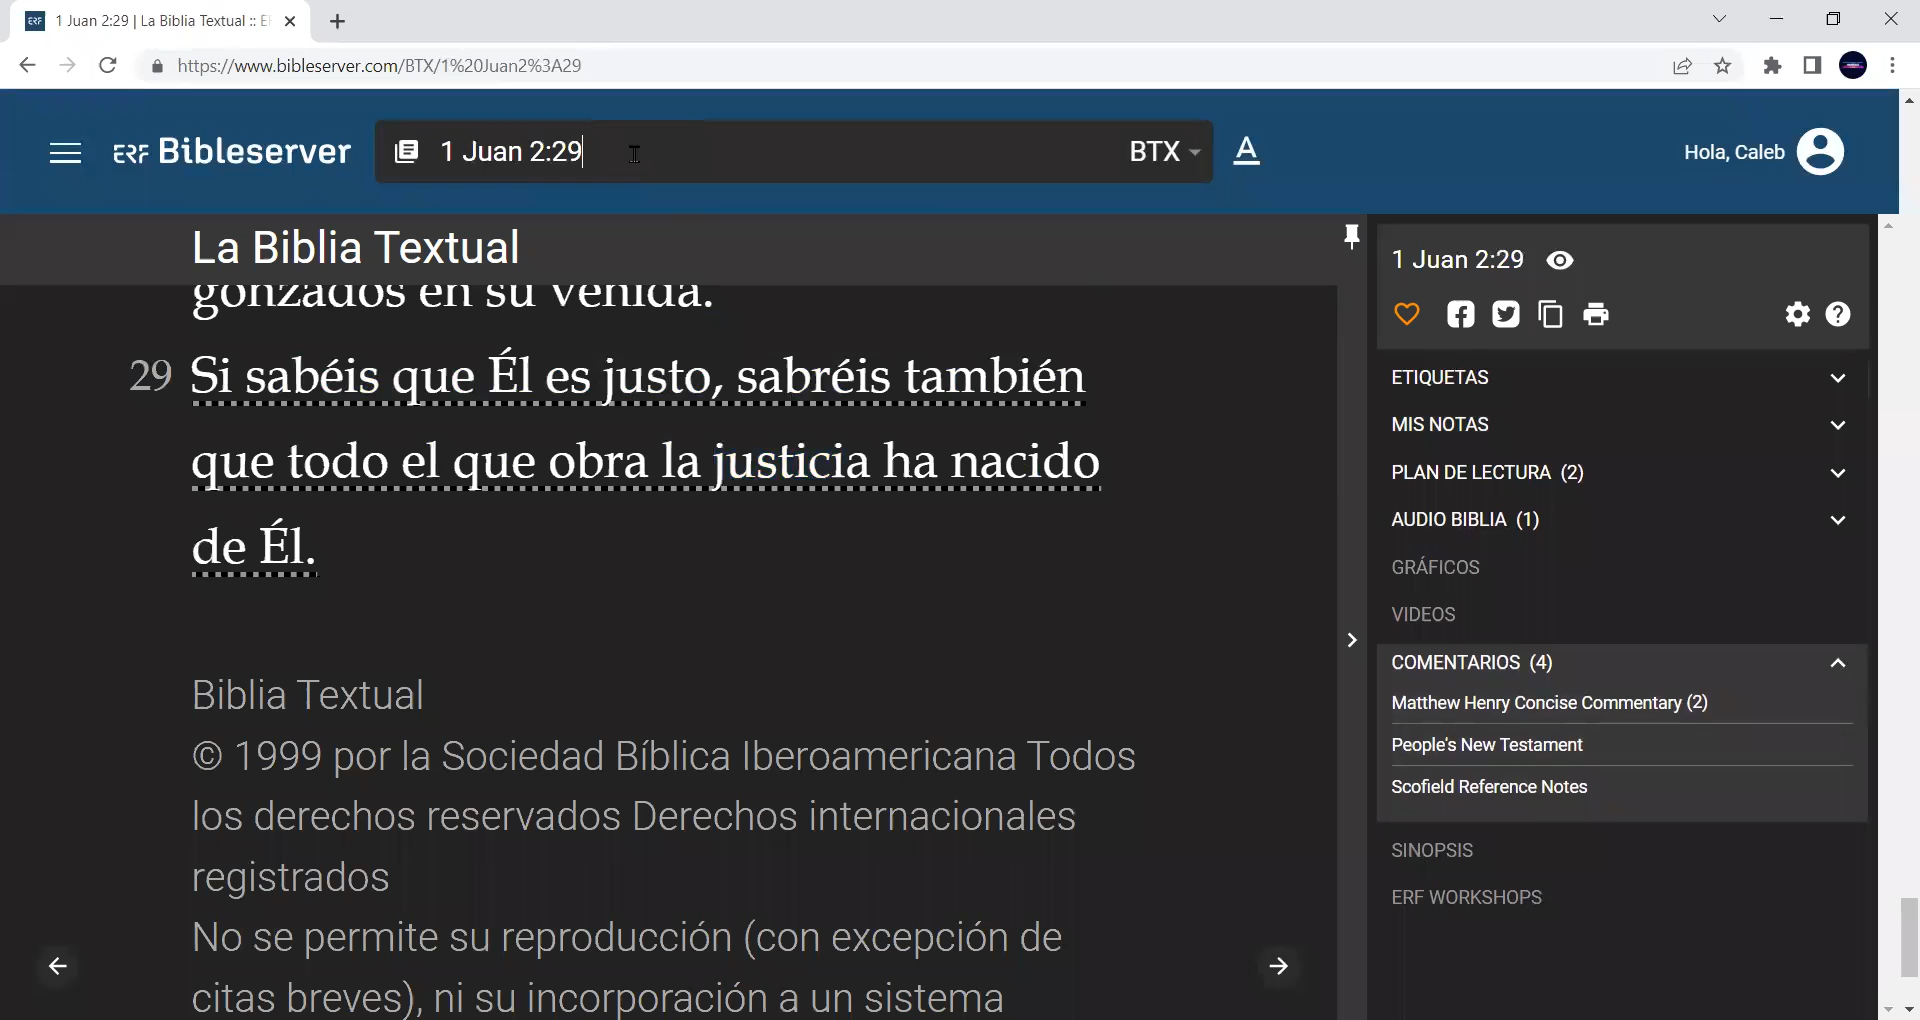 1 Juan 2:29 | La Biblia Textual :: E
https://www.bibleserver.com/BTX/1%20Juan2%3A29
ERF Bibleserver
1 Juan 2:29
BTX
A
Hola, Caleb
La Biblia Textual
gonzados en su venida.
29 Si sabéis que Él es justo, sabréis también
que todo el que obra la justicia ha nacido
de Él.
Biblia Textual
© 1999 por la Sociedad Bíblica Iberoamericana Todos
los derechos reservados Derechos internacionales
registrados
No se permite su reproducción (con excepción de
citas breves), ni su incorporación a un sistema
1 Juan 2:29
ETIQUETAS
MIS NOTAS
PLAN DE LECTURA (2)
AUDIO BIBLIA (1)
GRÁFICOS
VIDEOS
COMENTARIOS (4)
Matthew Henry Concise Commentary (2)
People's New Testament
Scofield Reference Notes
SINOPSIS
ERF WORKSHOPS